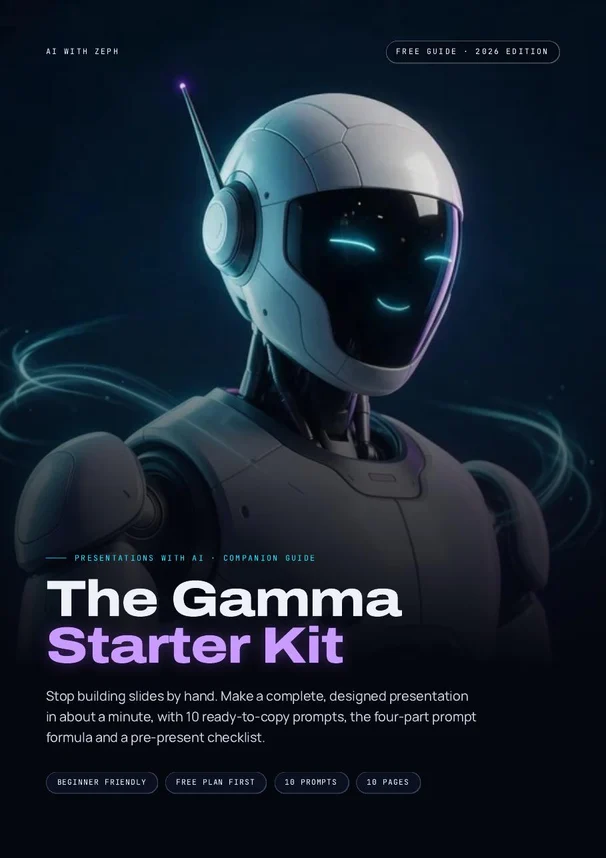 AI WITH ZEPH
FREE GUIDE · 2026 EDITION
PRESENTATIONS WITH AI · COMPANION GUIDE
The Gamma
Starter Kit
Stop building slides by hand. Make a complete, designed presentation
in about a minute, with 10 ready-to-copy prompts, the four-part prompt
formula and a pre-present checklist.
BEGINNER FRIENDLY
FREE PLAN FIRST
10 PROMPTS
10 PAGES